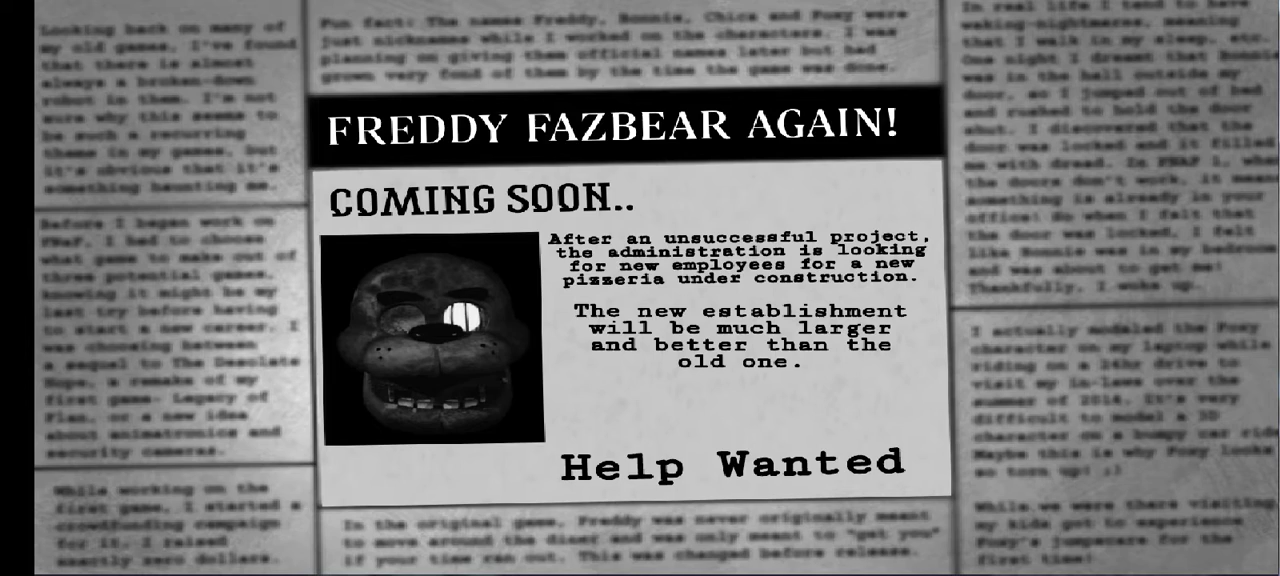 Looking back on many of
my old games, I've found
that there is almost
always a broken-down
robot in them. I'm not
sure why this seems to
be such a recurring
theme in my games, but
it's obvious that it's
something haunting me.
Before I began work on
FNaF, I had to choose
what game to make out of
three potential games,
knowing it might be my
last try before having
to start a new career. I
was choosing between
a sequel to The Desolate
Hope, a remake of my
first game- Legacy of
Flan, or a new idea
about animatronics and
security cameras.
While working on the
first game, I started a
crowdfunding campaign
for it. I raised
exactly zero dollars.
Fun fact: The names Freddy, Bonnie, Chica and Foxy were
just nicknames while I worked on the characters. I was
planning on giving them official names later but had
grown very fond of them by the time the game was done.
FREDDY FAZBEAR AGAIN!
COMING SOON..
After an unsuccessful project,
the administration is looking
for new employees for a new
pizzeria under construction.
The new establishment
will be much larger
and better than the
old one.
Help Wanted
In the original game, Freddy was never originally meant
to move around the diner and was only meant to "get you"
if your time ran out. This was changed before release.
In real life I tend to have
waking-nightmares, meaning
that I walk in my sleep, etc.
One night I dreamt that Bonnie
was in the hall outside my
door, so I jumped out of bed
and rushed to hold the door
shut. I discovered that the
door was locked and it filled
me with dread. In FNAF 1, when
the doors don't work, it means
something is already in your
office! So when I felt that
the door was locked, I felt
like Bonnie was in my bedroom
and was about to get me!
Thankfully, I woke up.
I actually modeled the Foxy
character on my laptop while
riding on a 24hr drive to
visit my in-laws over the
summer of 2014. It's very
difficult to model a 3D
character on a bumpy car ride.
Maybe this is why Foxy looks
so torn up! ;)
While we were there visiting,
my kids got to experience
Foxy's jumpscare for the
first time!